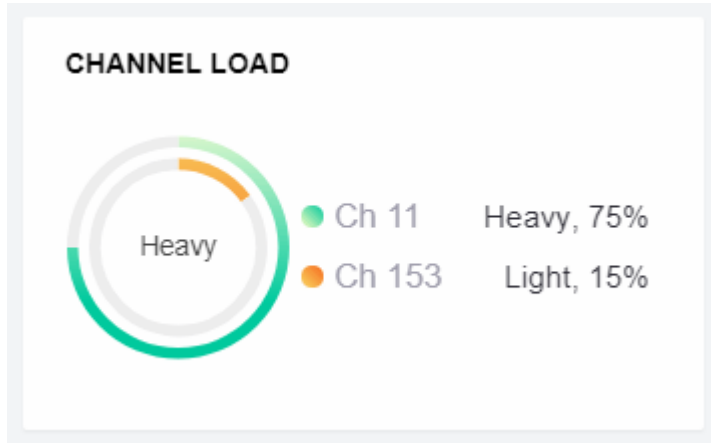 CHANNEL LOAD
Heavy
Ch 11 Heavy, 75%
Ch 153 Light, 15%